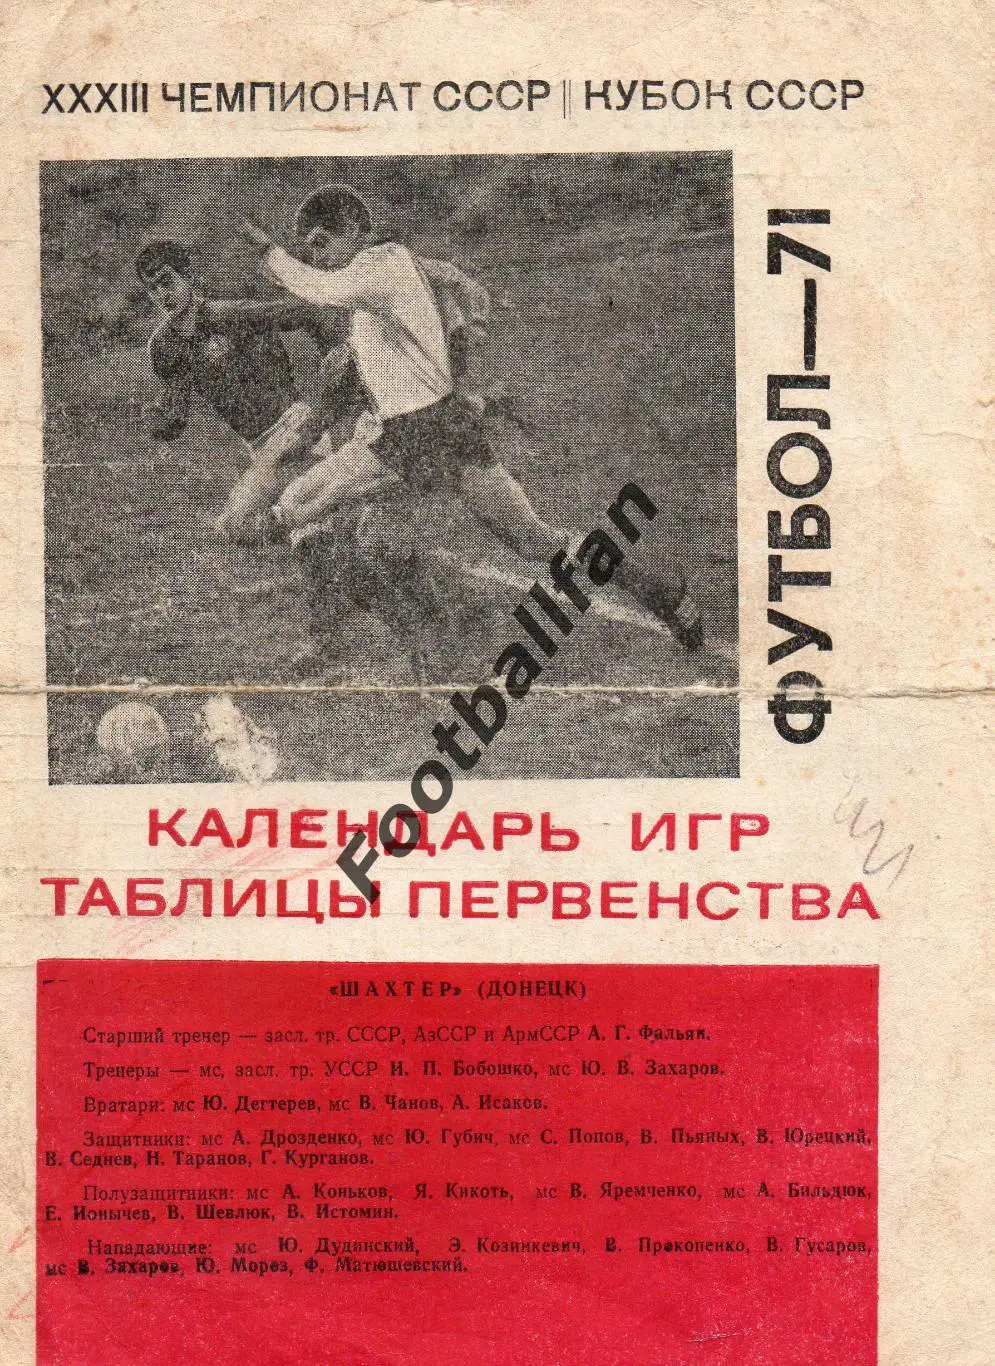 XXXIII ЧЕМПИОНАТ СССР || КУБОК СССР
ФУТБОЛ—71
Footballfan
КАЛЕНДАРЬ ИГР
ТАБЛИЦЫ ПЕРВЕНСТВА
«ШАХТЕР» (ДОНЕЦК)
Старший тренер — засл. тр. СССР, АзССР и АрмССР А. Г. Фальян.
Тренеры — мс, засл. тр. УССР И. П. Бобошко, мс Ю. В. Захаров.
Вратари: мс Ю. Дегтерев, мс В. Чанов, А. Исаков.
Защитники: мс А. Дрозденко, мс Ю. Губич, мс С. Попов, В. Пьяных, В. Юрецкий,
В. Седнев, Н. Таранов, Г. Курганов.
Полузащитники: мс А. Коньков, Я. Кикоть, мс В. Яремченко, мс А. Бильдюк,
Е. Ионычев, В. Шевлюк, В. Истомин.
Нападающие: мс Ю. Дудинский, Э. Козинкевич, В. Прокопенко, В. Гусаров,
мс В. Захаров, Ю. Мороз, Ф. Матюшевский.